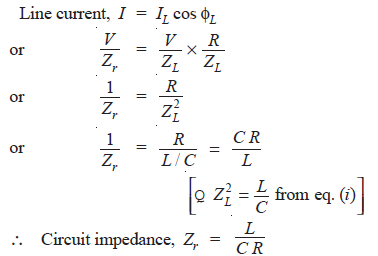 Line current, I = I_L cos ϕ_L
or V/Z_r = V/Z_L × R/Z_L
or 1/Z_r = R/Z_L^2
or 1/Z_r = R/L/C = CR/L
[Q Z_L^2 = L/C from eq. (i)]
∴ Circuit impedance, Z_r = L/CR